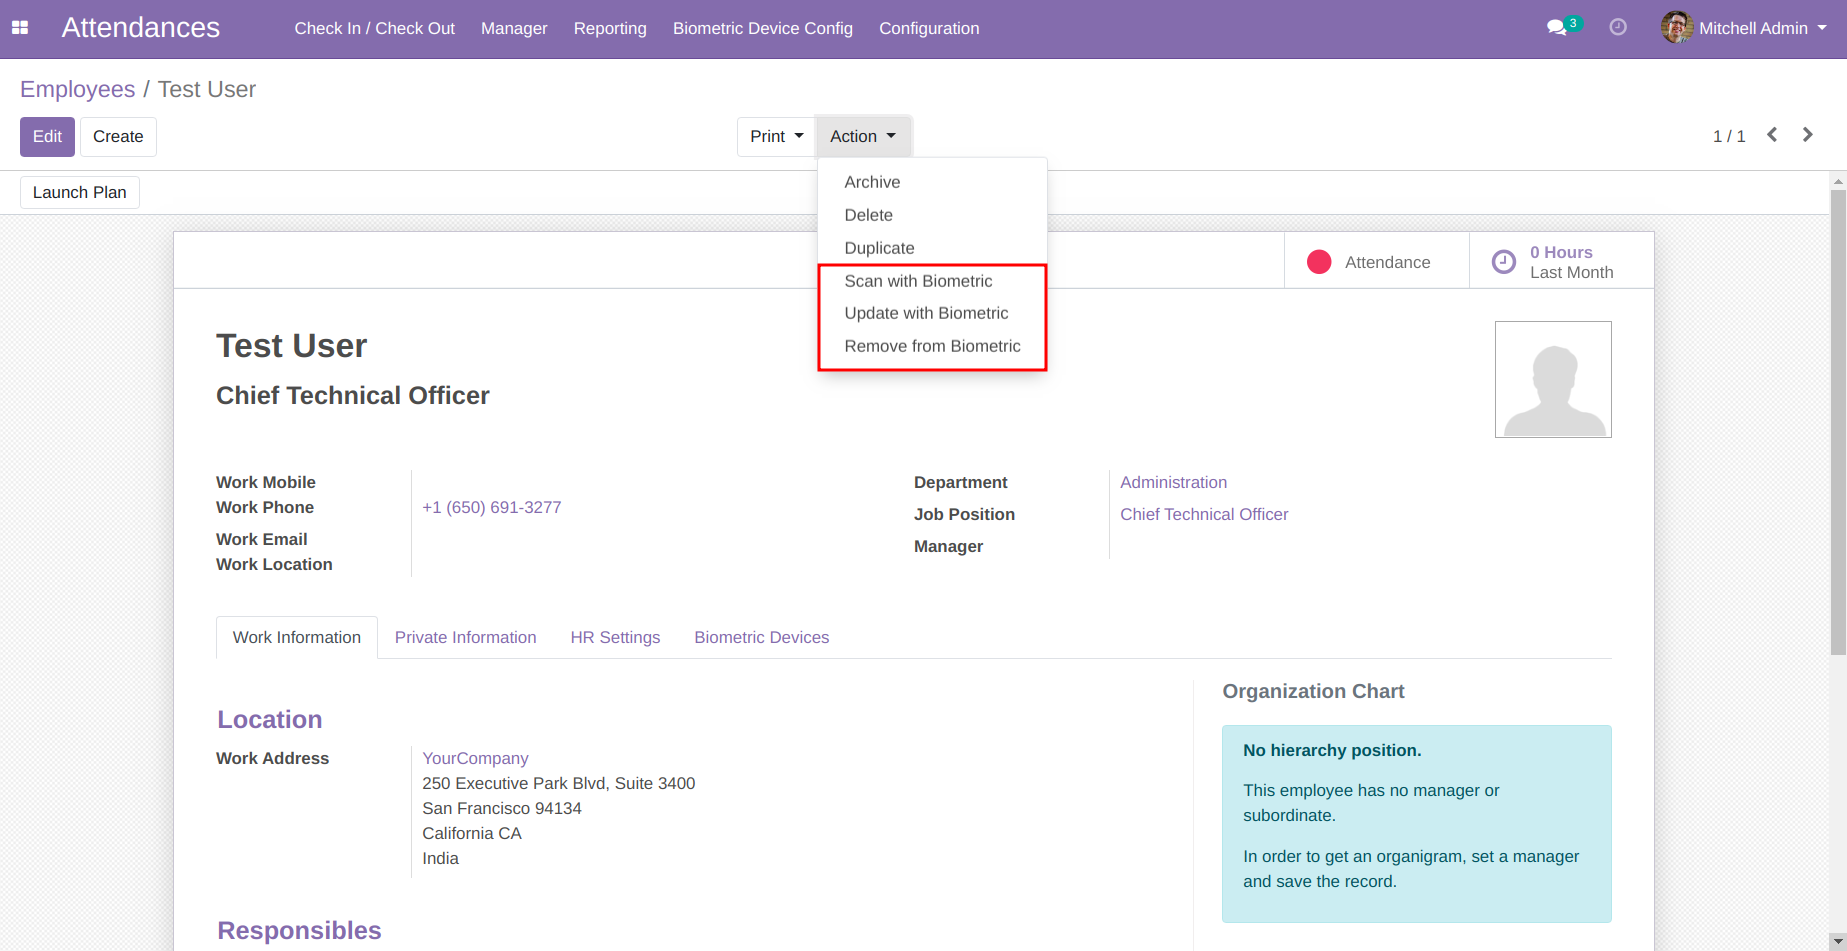 Attendances Check In / Check Out Manager Reporting Biometric Device Config Configuration 3 Mitchell Admin
Employees / Test User
Edit Create Print Action 1 / 1
Archive
Launch Plan
Delete
Duplicate
Scan with Biometric
Update with Biometric
Remove from Biometric
Attendance
0 Hours
Last Month
Test User
Chief Technical Officer
Work Mobile
Work Phone +1 (650) 691-3277
Work Email
Work Location
Department Administration
Job Position Chief Technical Officer
Manager
Work Information Private Information HR Settings Biometric Devices
Location
Work Address YourCompany
250 Executive Park Blvd, Suite 3400
San Francisco 94134
California CA
India
Responsibles
Organization Chart
No hierarchy position.
This employee has no manager or
subordinate.
In order to get an organigram, set a manager
and save the record.